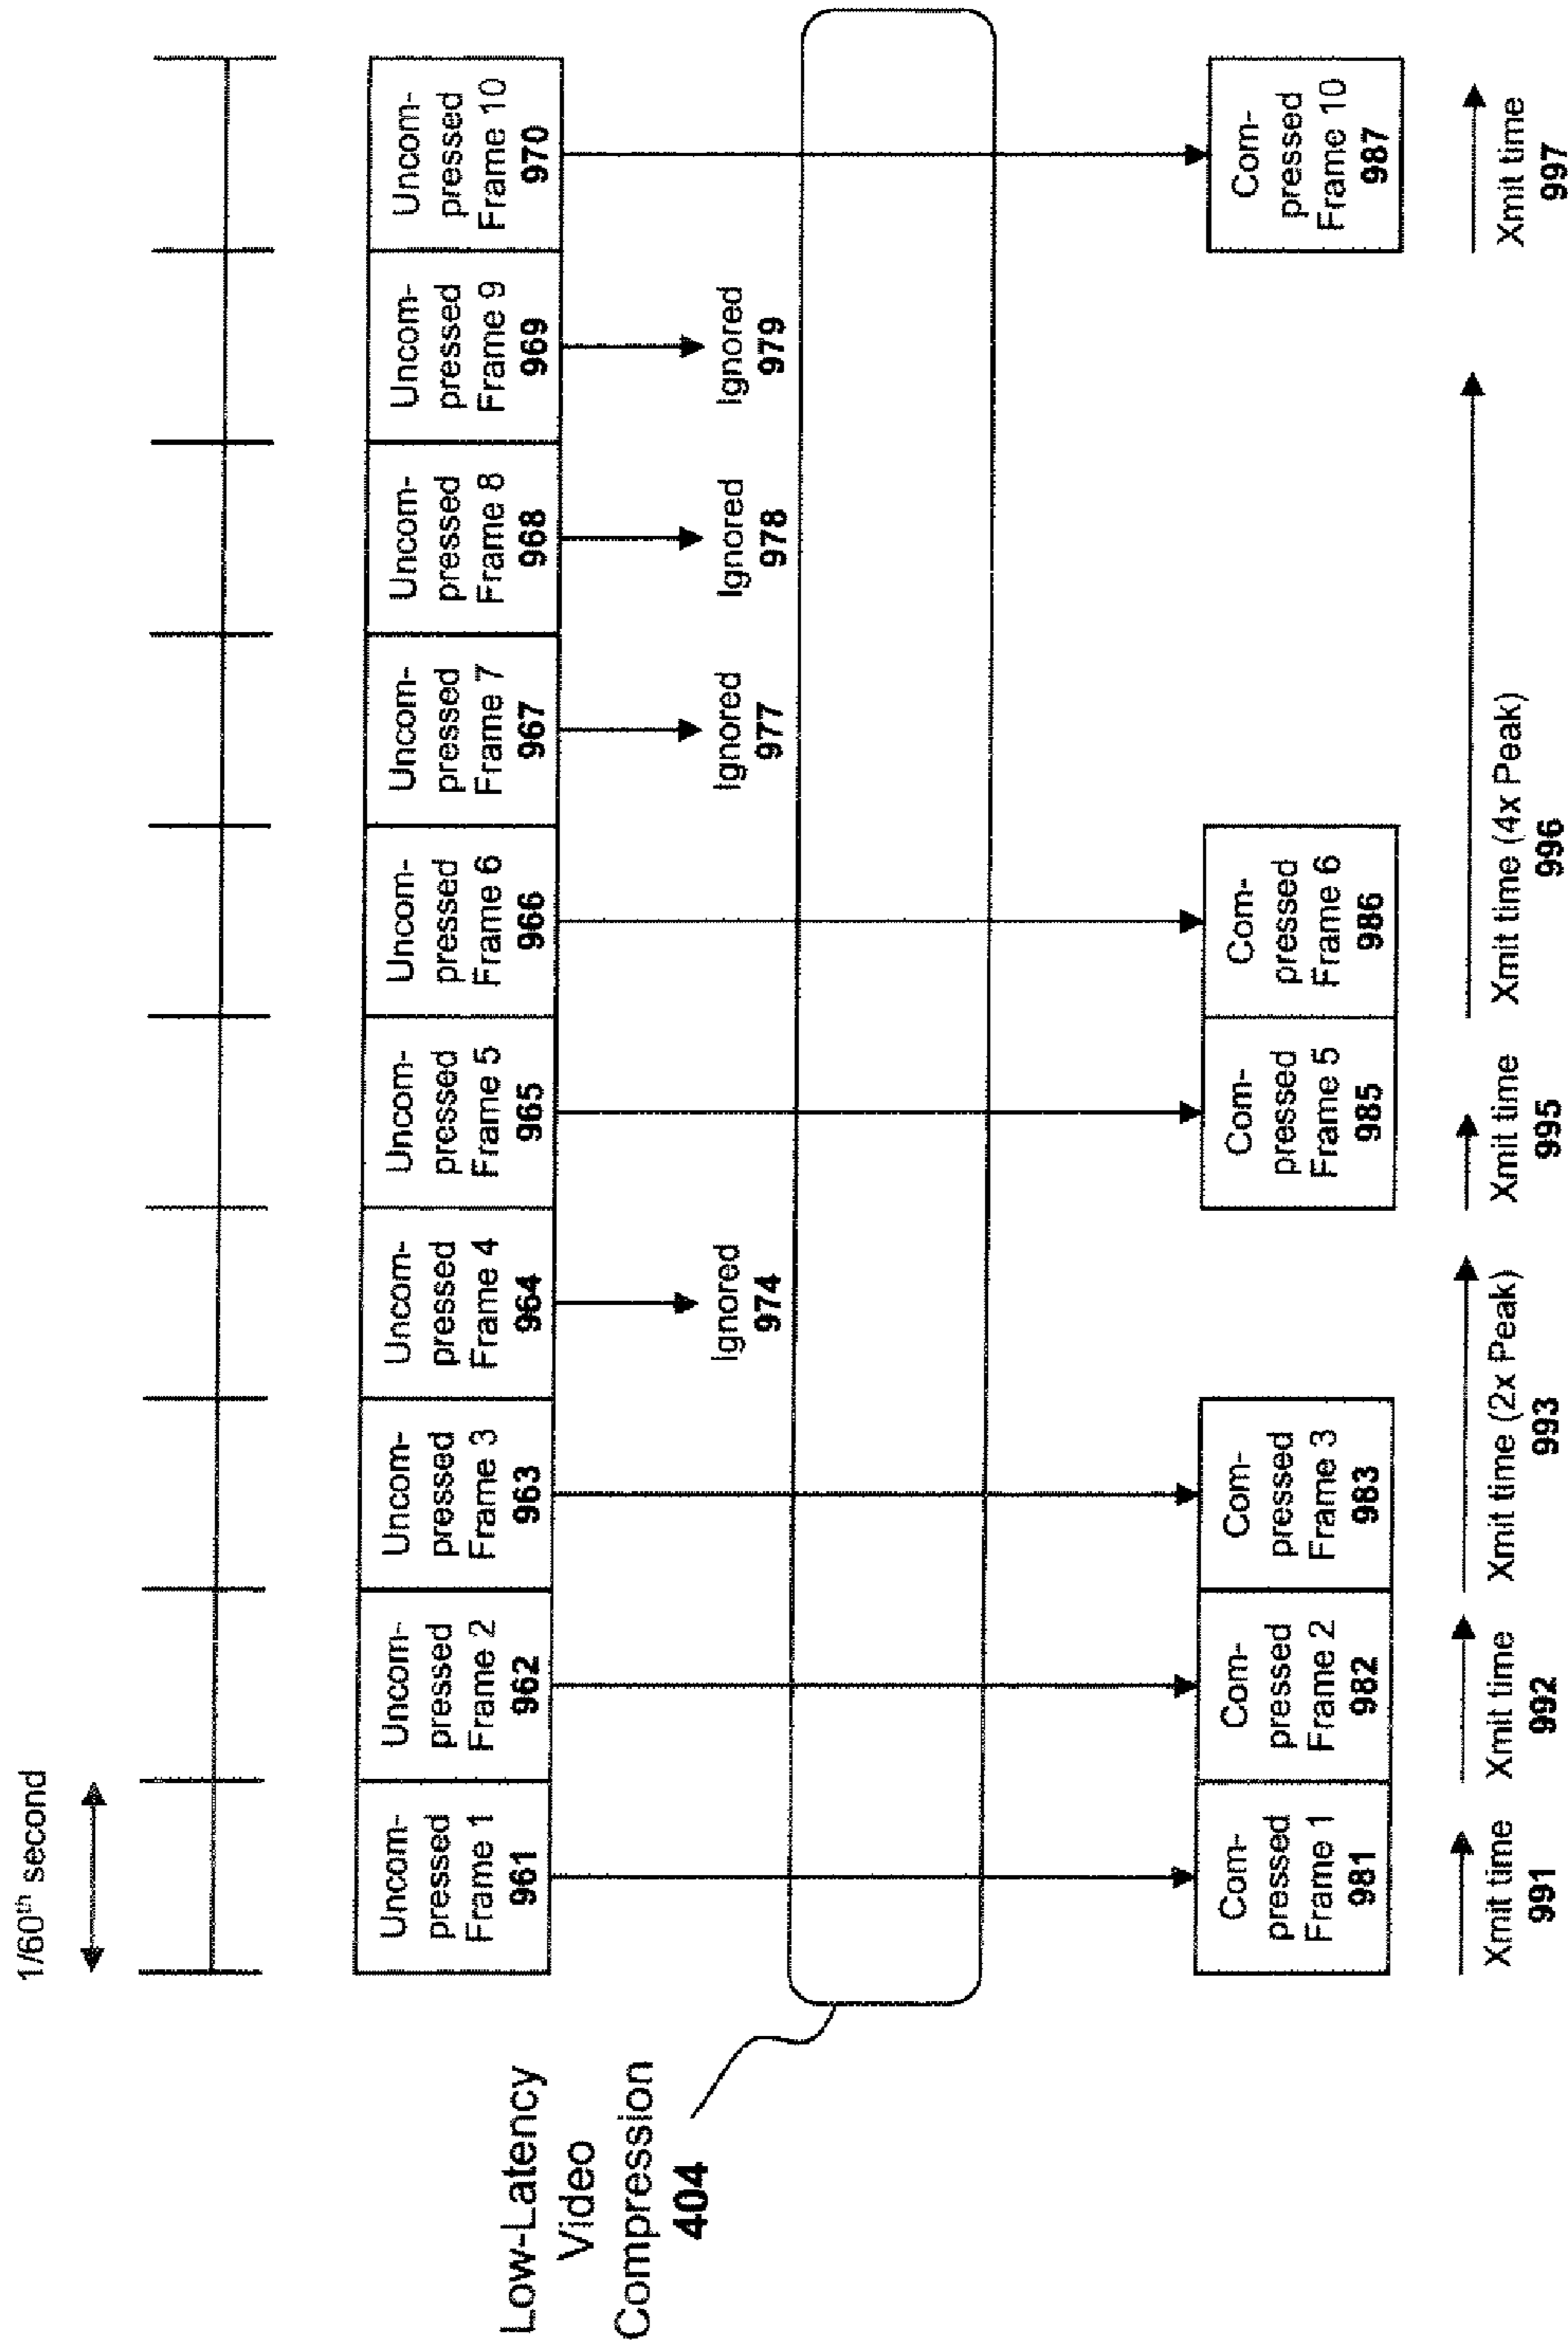 1/60th second
Uncom-
pressed
Frame 1
961
Uncom-
pressed
Frame 2
962
Uncom-
pressed
Frame 3
963
Uncom-
pressed
Frame 4
964
Uncom-
pressed
Frame 5
965
Uncom-
pressed
Frame 6
966
Uncom-
pressed
Frame 7
967
Uncom-
pressed
Frame 8
968
Uncom-
pressed
Frame 9
969
Uncom-
pressed
Frame 10
970
Ignored
974
Ignored
977
Ignored
978
Ignored
979
Low-Latency
Video
Compression
404
Com-
pressed
Frame 1
981
Com-
pressed
Frame 2
982
Com-
pressed
Frame 3
983
Com-
pressed
Frame 5
985
Com-
pressed
Frame 6
986
Com-
pressed
Frame 10
987
Xmit time
991
Xmit time
992
Xmit time (2x Peak)
993
Xmit time
995
Xmit time (4x Peak)
996
Xmit time
997